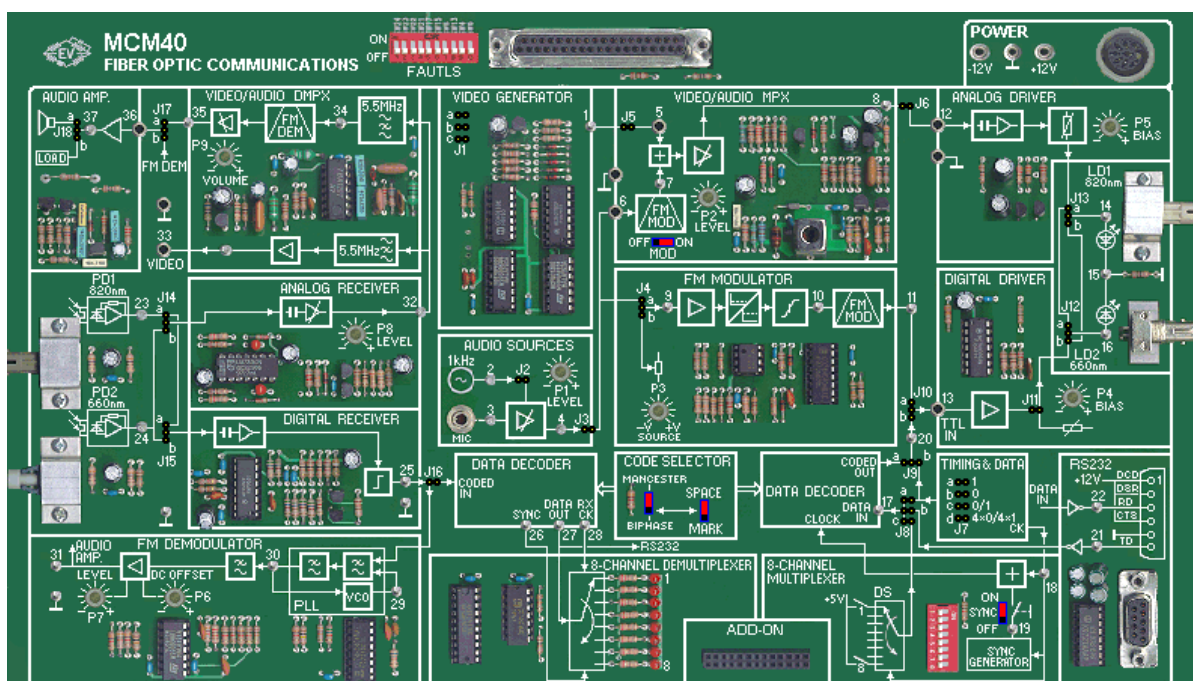 EV
MCM40
FIBER OPTIC COMMUNICATIONS
ON
OFF
FAUTLS
POWER
-12V
+12V
AUDIO AMP.
J17
37
36
a
J18
b
LOAD
a
b
FM DEM
VIDEO/AUDIO DMPX
35
FM
DEM
34
5.5MHz
P9
VOLUME
33
VIDEO
5.5MHz
VIDEO GENERATOR
a
b
c
J1
1
VIDEO/AUDIO MPX
J5
5
8
J6
7
6
FM
MOD
P2
LEVEL
OFF
ON
MOD
ANALOG DRIVER
12
P5
BIAS
LD1
820nm
J13
a
b
14
15
J12
a
b
16
LD2
660nm
DIGITAL DRIVER
PD1
820nm
23
J14
a
b
PD2
660nm
24
a
b
J15
ANALOG RECEIVER
32
P8
LEVEL
DIGITAL RECEIVER
25
J16
AUDIO SOURCES
1kHz
2
J2
P1
LEVEL
3
MIC
4
J3
FM MODULATOR
J4
a
b
9
10
FM
MOD
11
P3
-V
+V
SOURCE
J10
a
b
13
TTL
IN
J11
P4
BIAS
20
DATA DECODER
CODED
IN
SYNC
DATA
OUT
RX
CK
26
27
28
RS232
CODE SELECTOR
MANCESTER
BIPHASE
SPACE
MARK
CODED
OUT
DATA DECODER
DATA
IN
17
CLOCK
a
b
J9
a
b
c
J8
TIMING & DATA
a
1
b
0
c
0/1
d
4×0/4×1
J7
CK
RS232
DATA
IN
+12V
DCD
DSR
RD
CTS
TD
22
21
1
FM DEMODULATOR
31
AUDIO
AMP.
LEVEL
DC OFFSET
P7
P6
30
PLL
VCO
29
8-CHANNEL DEMULTIPLEXER
1
8
8-CHANNEL
MULTIPLEXER
+5V
DS
1
8
ON
SYNC
OFF
18
19
SYNC
GENERATOR
ADD-ON